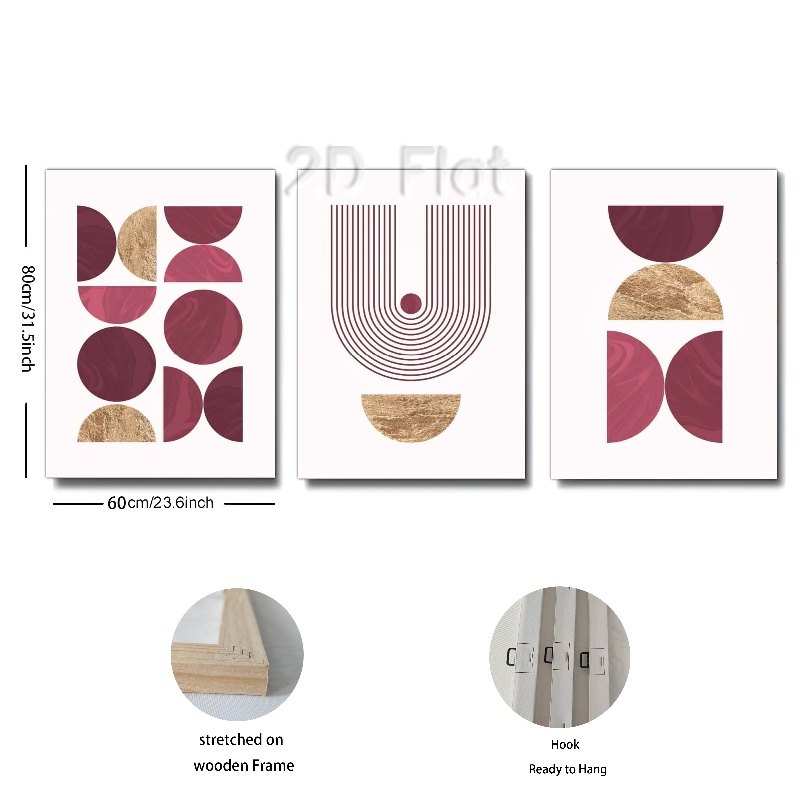 2D Flat
80cm/31.5inch
60cm/23.6inch
stretched on
wooden Frame
Hook
Ready to Hang